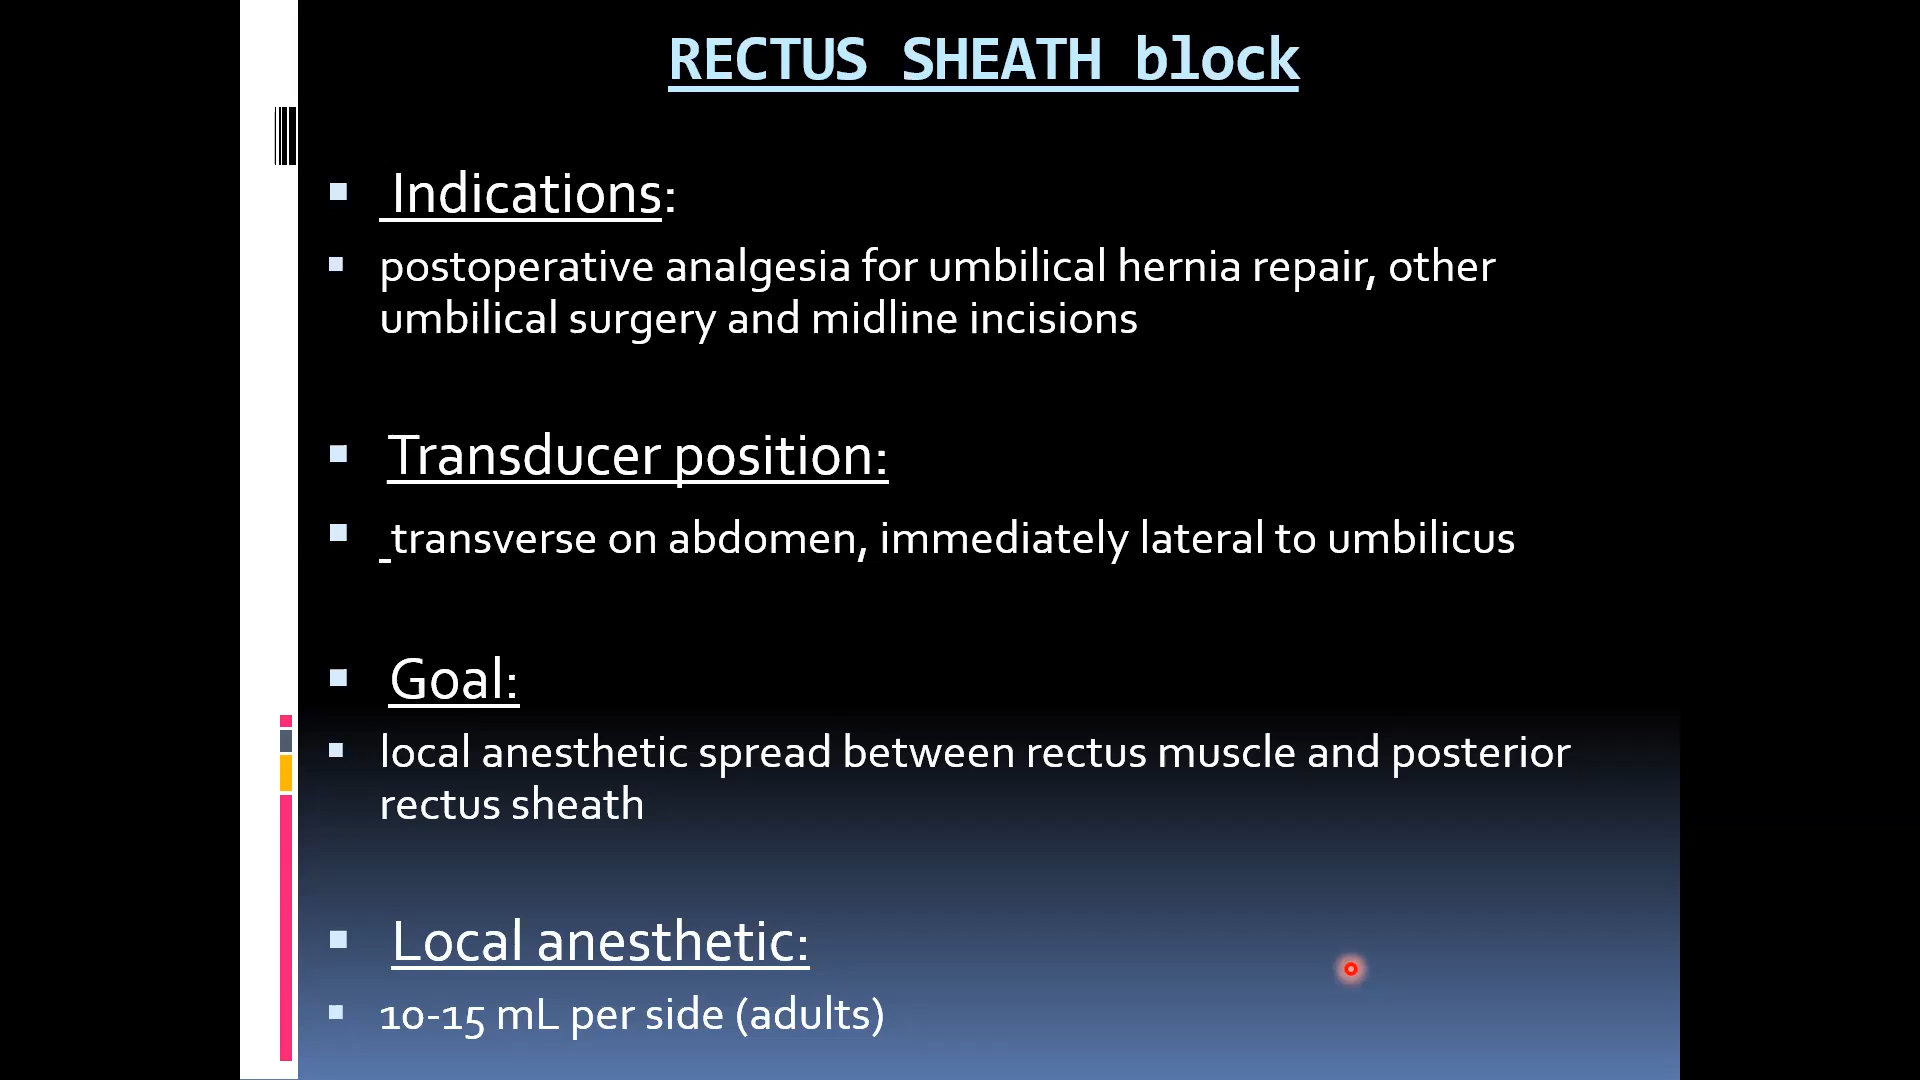 RECTUS SHEATH block
Indications:
postoperative analgesia for umbilical hernia repair, other
umbilical surgery and midline incisions
Transducer position:
transverse on abdomen, immediately lateral to umbilicus
Goal:
local anesthetic spread between rectus muscle and posterior
rectus sheath
Local anesthetic:
10-15 mL per side (adults)